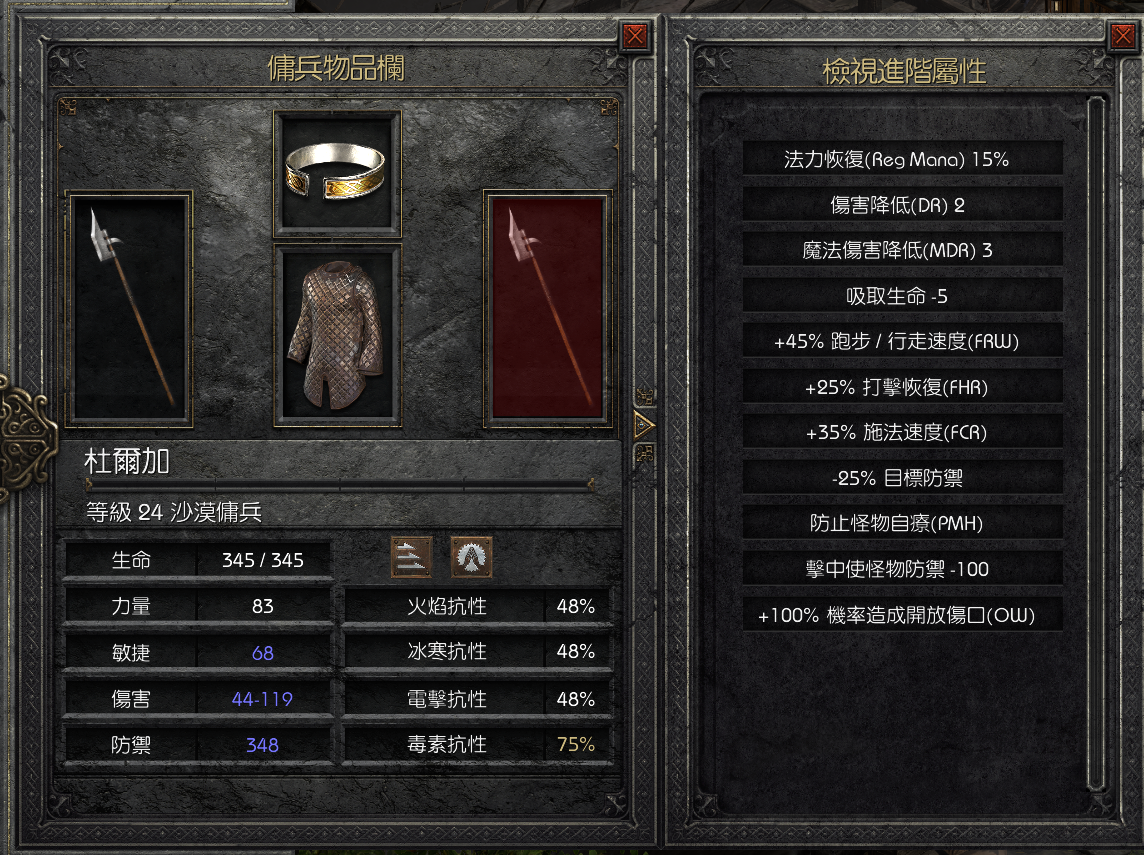 傭兵物品欄
杜爾加
等級 24 沙漠傭兵
生命 345 / 345
力量 83
火焰抗性 48%
敏捷 68
冰寒抗性 48%
傷害 44-119
電擊抗性 48%
防禦 348
毒素抗性 75%
檢視進階屬性
法力恢復(Reg Mana) 15%
傷害降低(DR) 2
魔法傷害降低(MDR) 3
吸取生命 -5
+45% 跑步 / 行走速度(FRW)
+25% 打擊恢復(FHR)
+35% 施法速度(FCR)
-25% 目標防禦
防止怪物自療(PMH)
擊中使怪物防禦 -100
+100% 機率造成開放傷口(OW)